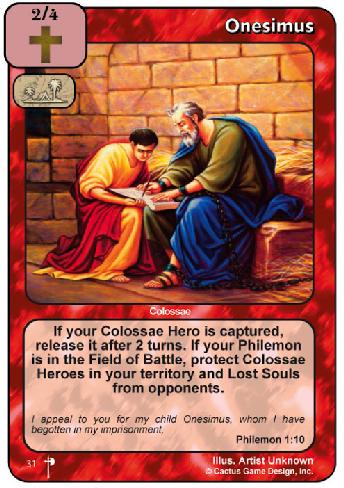 2/4
Onesimus
Colossae
If your Colossae Hero is captured,
release it after 2 turns. If your Philemon
is in the Field of Battle, protect Colossae
Heroes in your territory and Lost Souls
from opponents.
I appeal to you for my child Onesimus, whom I have
begotten in my imprisonment,
Philemon 1:10
31
Illus. Artist Unknown
© Cactus Game Design, Inc.